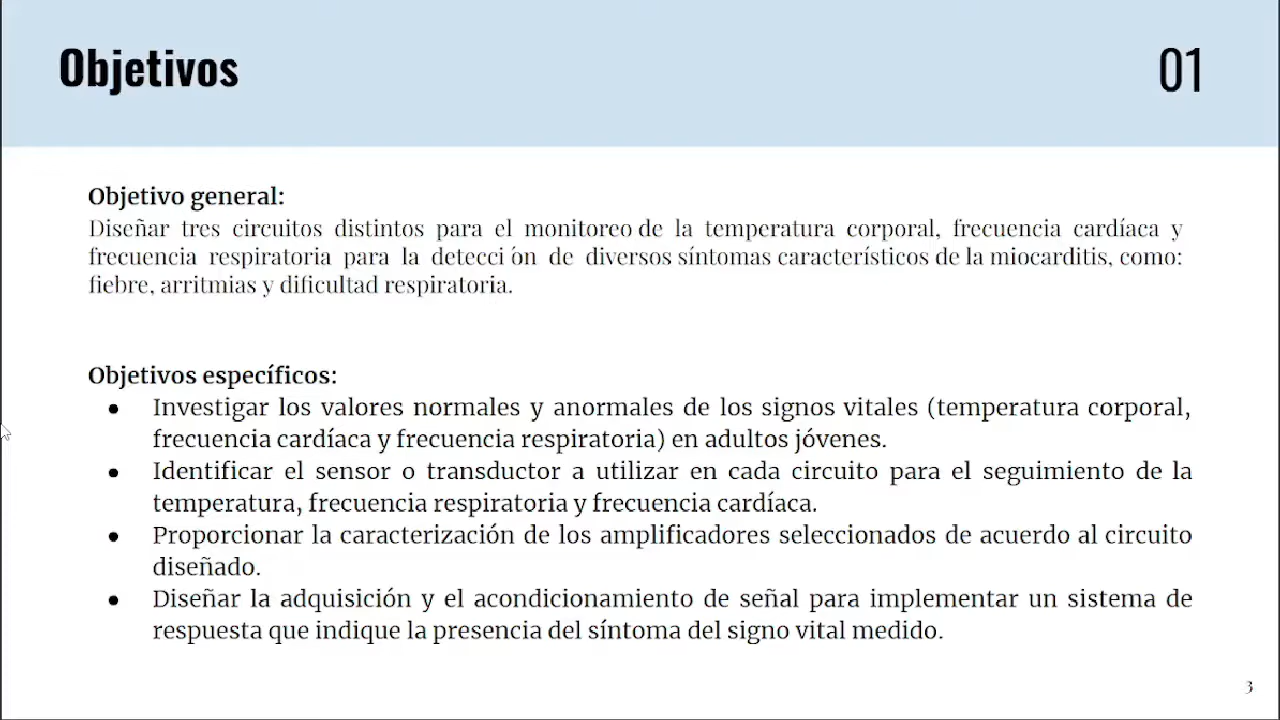 Objetivos
01
Objetivo general:
Diseñar tres circuitos distintos para el monitoreo de la temperatura corporal, frecuencia cardíaca y
frecuencia respiratoria para la detecci ón de diversos síntomas característicos de la miocarditis, como:
fiebre, arritmias y dificultad respiratoria.
Objetivos específicos:
● Investigar los valores normales y anormales de los signos vitales (temperatura corporal,
frecuencia cardíaca y frecuencia respiratoria) en adultos jóvenes.
● Identificar el sensor o transductor a utilizar en cada circuito para el seguimiento de la
temperatura, frecuencia respiratoria y frecuencia cardíaca.
● Proporcionar la caracterización de los amplificadores seleccionados de acuerdo al circuito
diseñado.
● Diseñar la adquisición y el acondicionamiento de señal para implementar un sistema de
respuesta que indique la presencia del síntoma del signo vital medido.
3